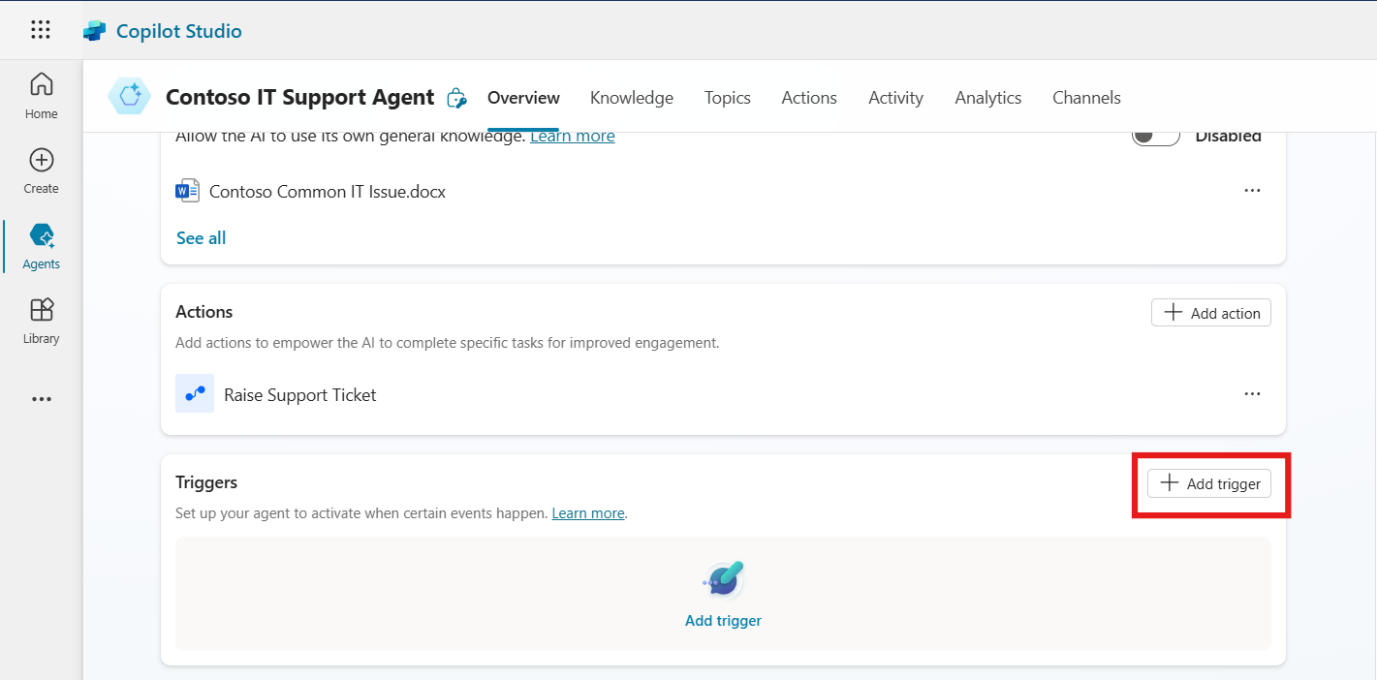 Copilot Studio
Home
Create
Agents
Library
Contoso IT Support Agent
Overview Knowledge Topics Actions Activity Analytics Channels
Allow the AI to use its own general knowledge. Learn more
Disabled
Contoso Common IT Issue.docx
See all
Actions
Add action
Add actions to empower the AI to complete specific tasks for improved engagement.
Raise Support Ticket
Triggers
Add trigger
Set up your agent to activate when certain events happen. Learn more.
Add trigger